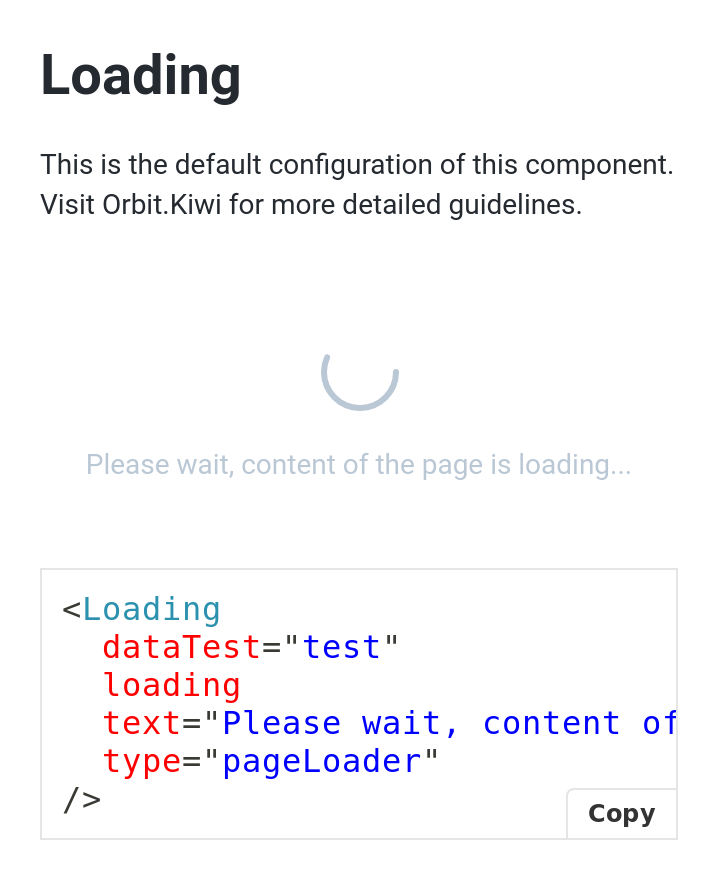 Loading
This is the default configuration of this component.
Visit Orbit.Kiwi for more detailed guidelines.
Please wait, content of the page is loading...
<Loading
  dataTest="test"
  loading
  text="Please wait, content of
  type="pageLoader"
/>
Copy